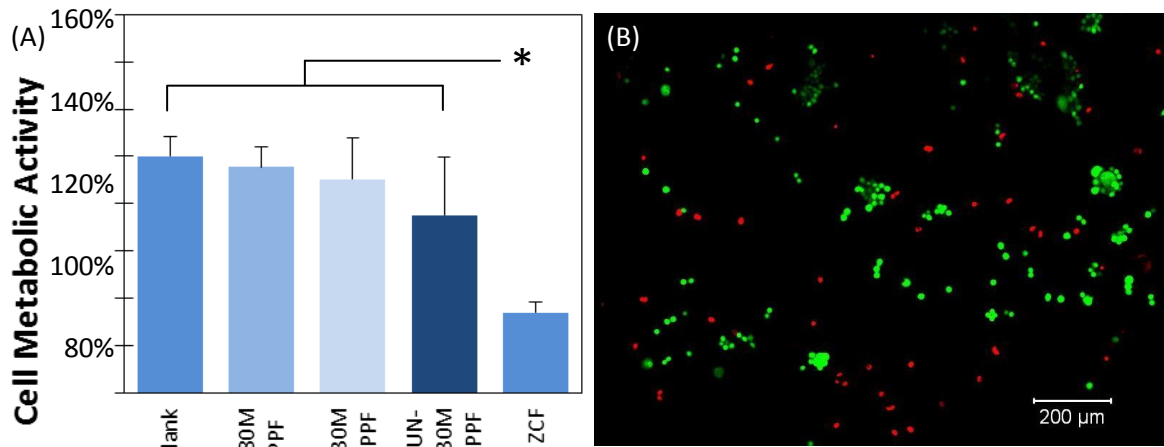 (A)
160%
140%
120%
100%
80%
Cell Metabolic Activity
*
lank
30M
PPF
30M
PPF
UN-
30M
PPF
ZCF
(B)
200 µm